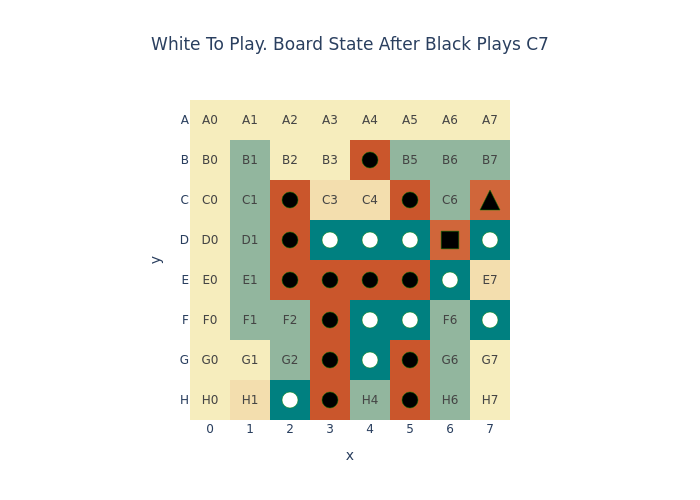 White To Play. Board State After Black Plays C7
A A0 A1 A2 A3 A4 A5 A6 A7
B B0 B1 B2 B3 B5 B6 B7
C C0 C1 C3 C4 C6
D D0 D1
y
E E0 E1 E7
F F0 F1 F2 F6
G G0 G1 G2 G6 G7
H H0 H1 H4 H6 H7
0 1 2 3 4 5 6 7
x